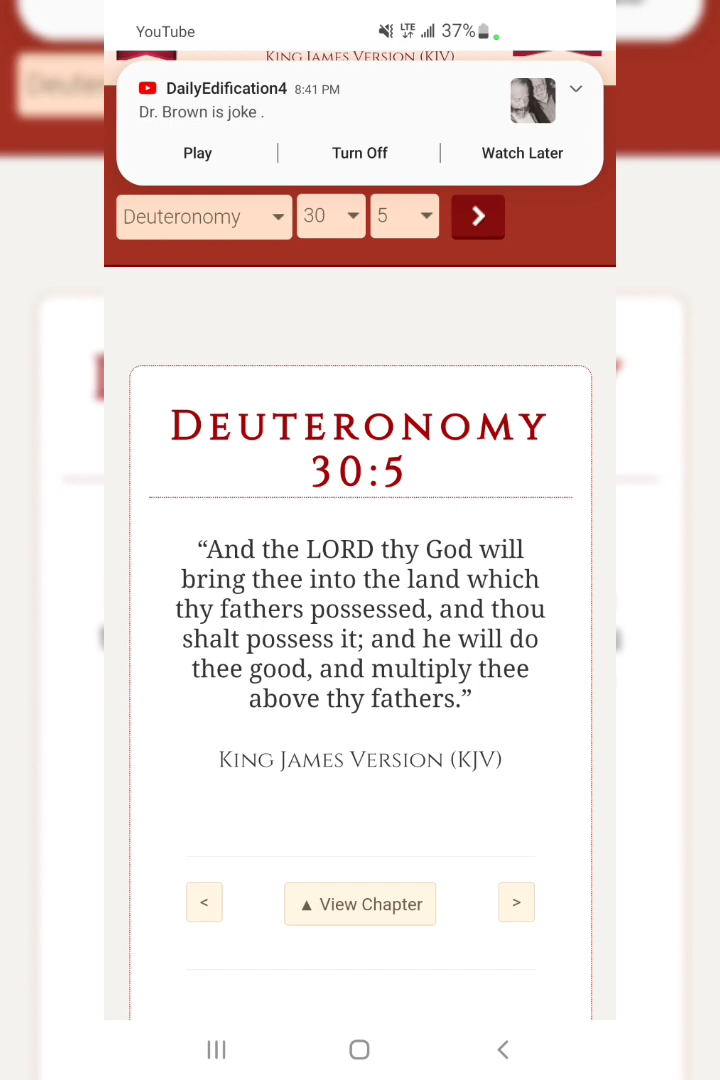 YouTube
LTE 37%
KING JAMES VERSION (KJV)
DailyEdification4 8:41 PM
Dr. Brown is joke .
Play Turn Off Watch Later
Deuteronomy 30 5
DEUTERONOMY
30:5
“And the LORD thy God will
bring thee into the land which
thy fathers possessed, and thou
shalt possess it; and he will do
thee good, and multiply thee
above thy fathers.”
KING JAMES VERSION (KJV)
< ▲ View Chapter >